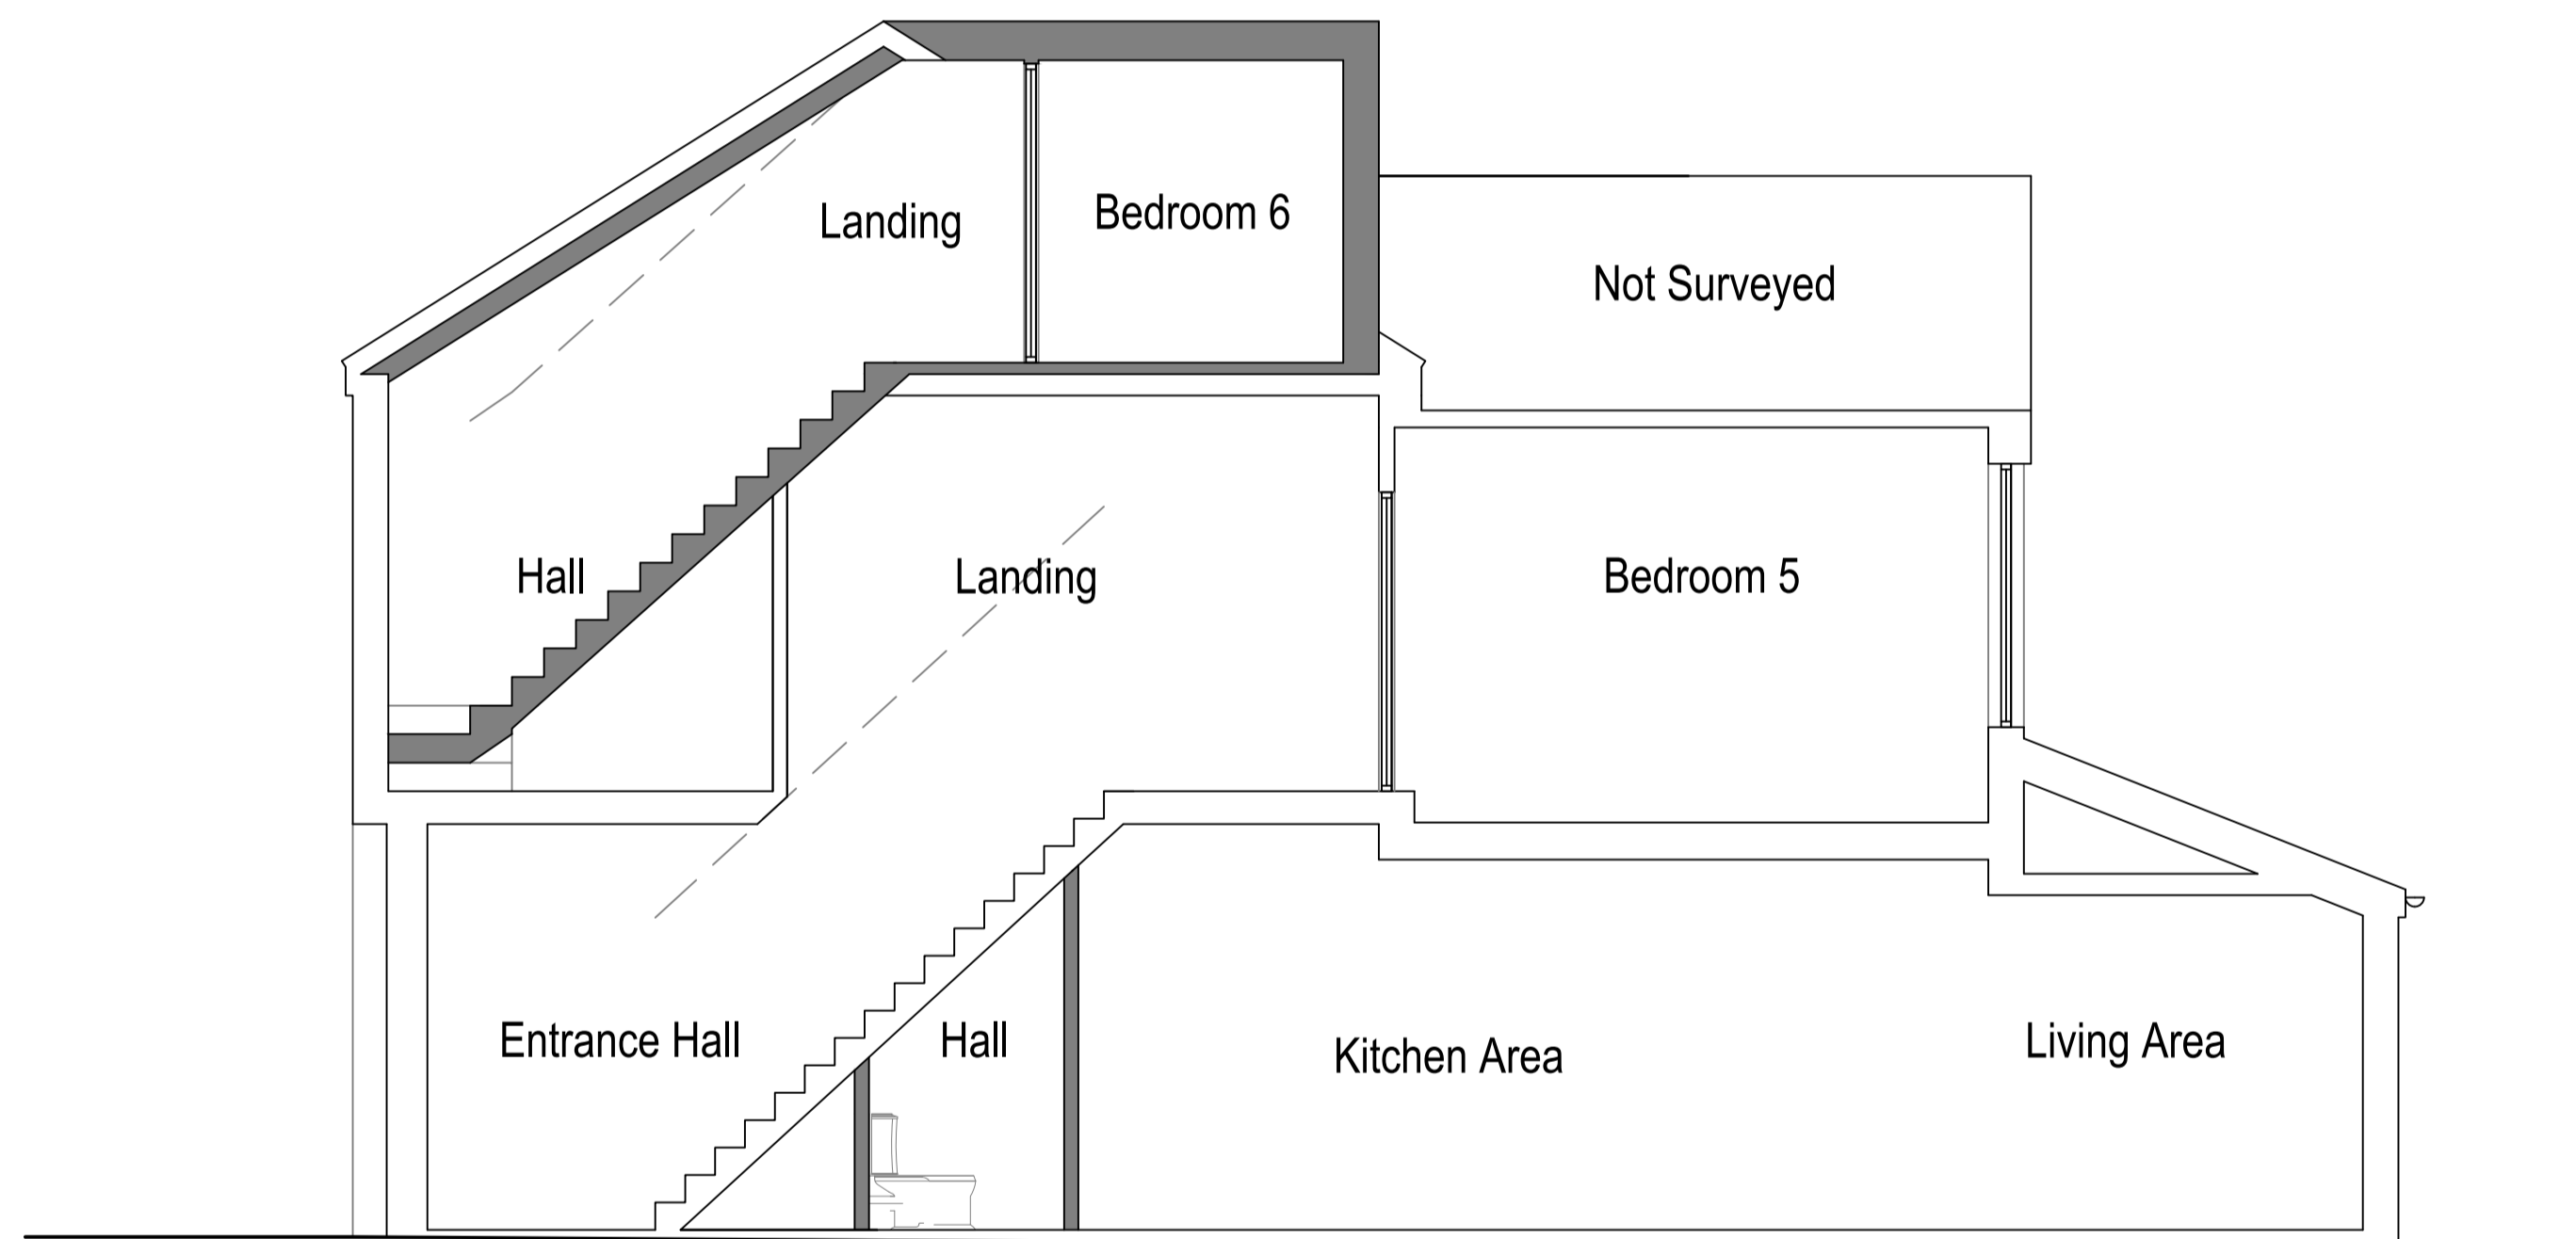 Landing
Bedroom 6
Not Surveyed
Hall
Landing
Bedroom 5
Entrance Hall
Hall
Kitchen Area
Living Area